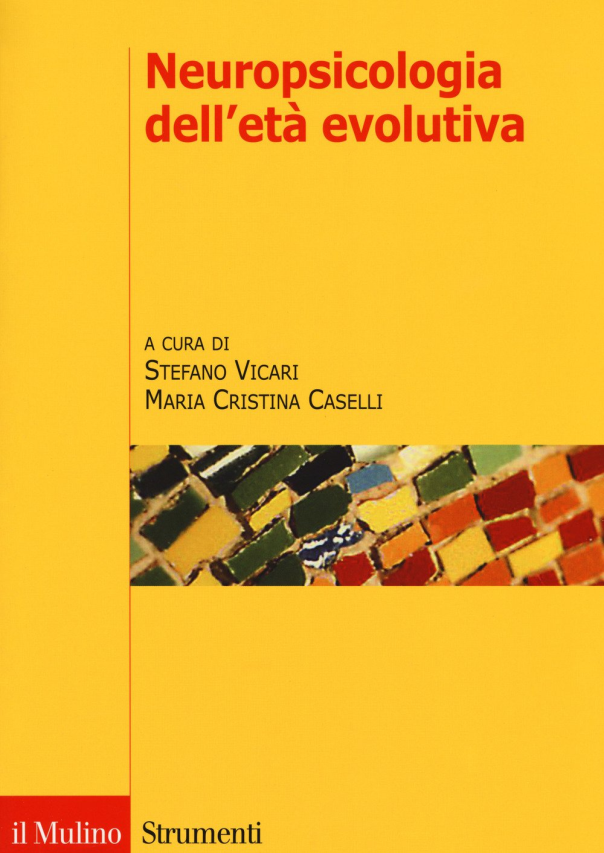 Neuropsicologia
dell'età evolutiva
A CURA DI
STEFANO VICARI
MARIA CRISTINA CASELLI
il Mulino Strumenti